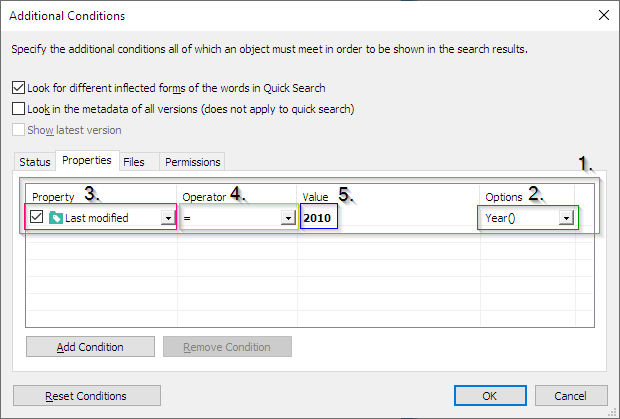 Additional Conditions
Specify the additional conditions all of which an object must meet in order to be shown in the search results.
Look for different inflected forms of the words in Quick Search
Look in the metadata of all versions (does not apply to quick search)
Show latest version
1.
Status Properties Files Permissions
Property 3. Operator 4. Value 5. Options 2.
Last modified = 2010 Year()
Add Condition Remove Condition
Reset Conditions OK Cancel